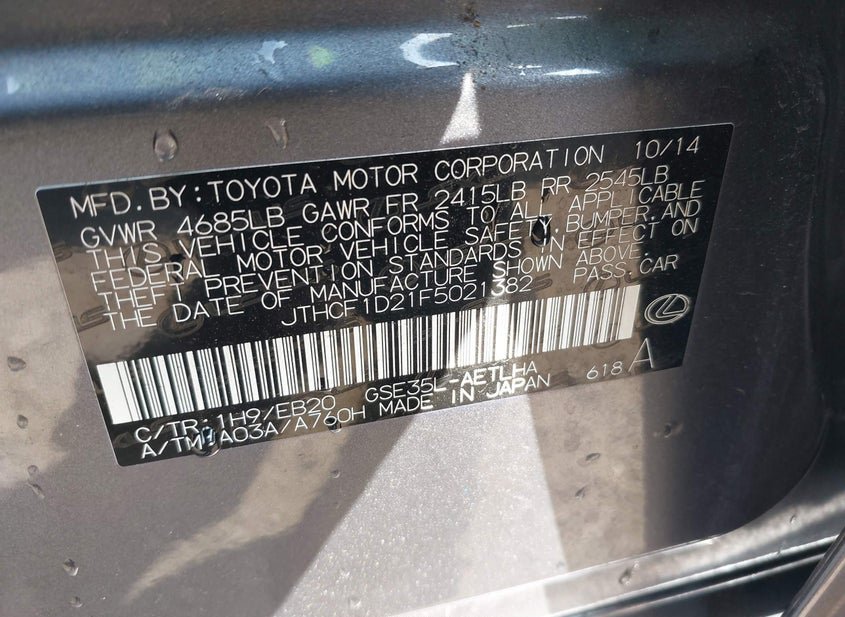 MFD. BY: TOYOTA MOTOR CORPORATION 10/14
GVWR 4685LB GAWR FR 2415LB RR 2545LB
THIS VEHICLE CONFORMS TO ALL APPLICABLE
FEDERAL MOTOR VEHICLE SAFETY, BUMPER, AND
THEFT PREVENTION STANDARDS IN EFFECT ON
THE DATE OF MANUFACTURE SHOWN ABOVE.
JTHCF1D21F5021382 PASS. CAR
GSE35L-AETLHA 618 A
C/TR: 1H9/EB20 MADE IN JAPAN
A/TM: A03A/A760H